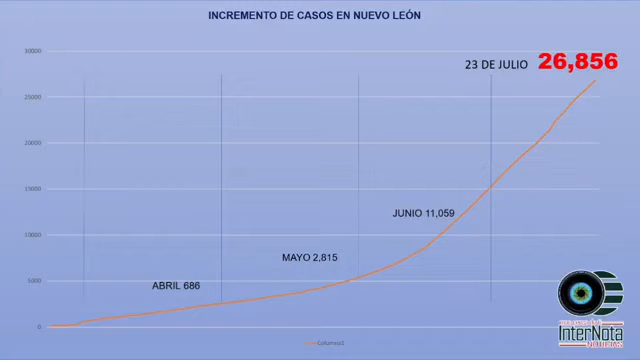 INCREMENTO DE CASOS EN NUEVO LEÓN
30000
23 DE JULIO 26,856
25000
20000
15000
JUNIO 11,059
10000
MAYO 2,815
5000
ABRIL 686
0
InterNota
NOTICIAS
Columna1